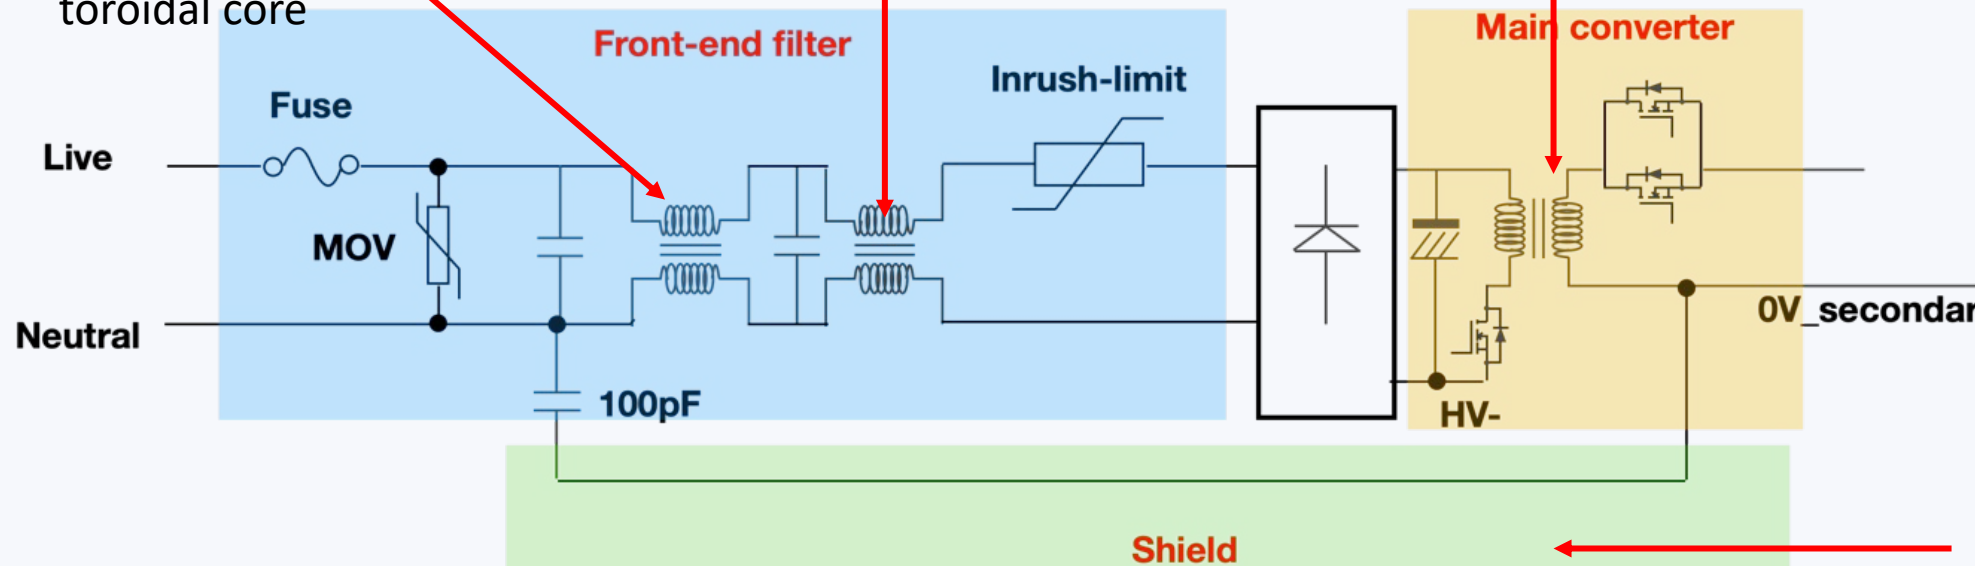 toroidal core
Front-end filter
Main converter
Inrush-limit
Fuse
Live
MOV
Neutral
0V_secondar
100pF
HV-
Shield